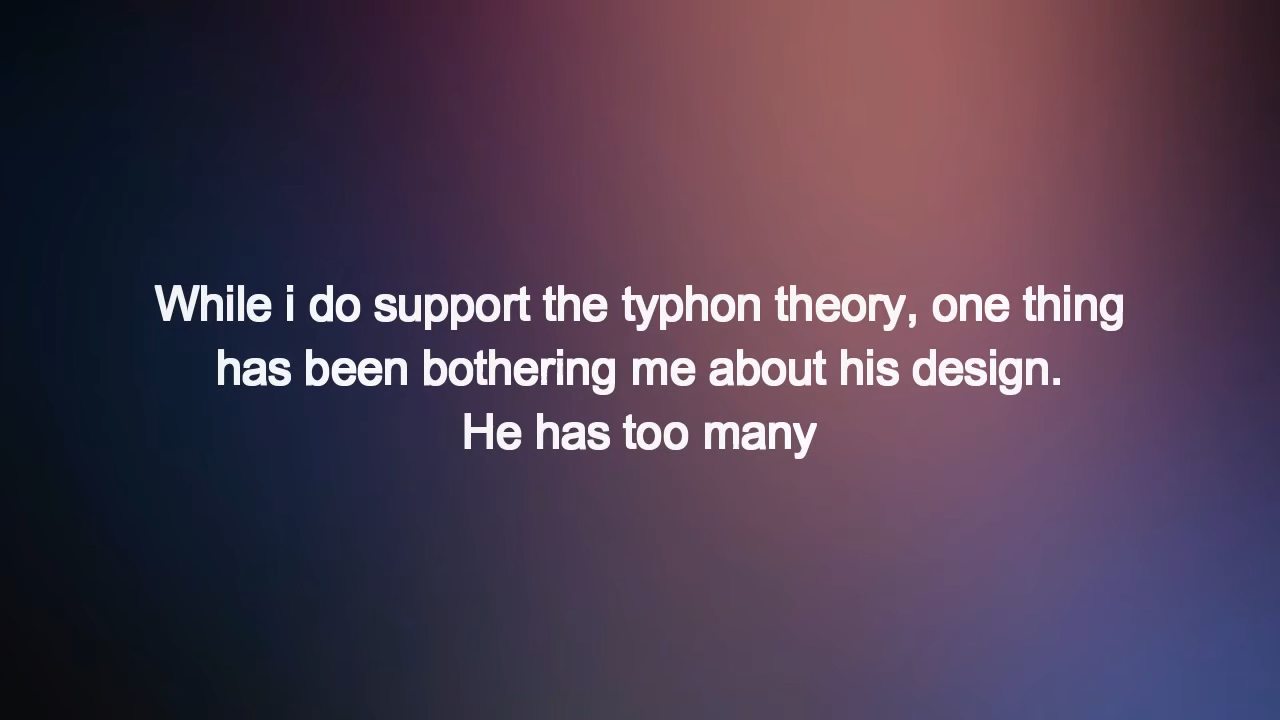 While i do support the typhon theory, one thing
has been bothering me about his design.
He has too many